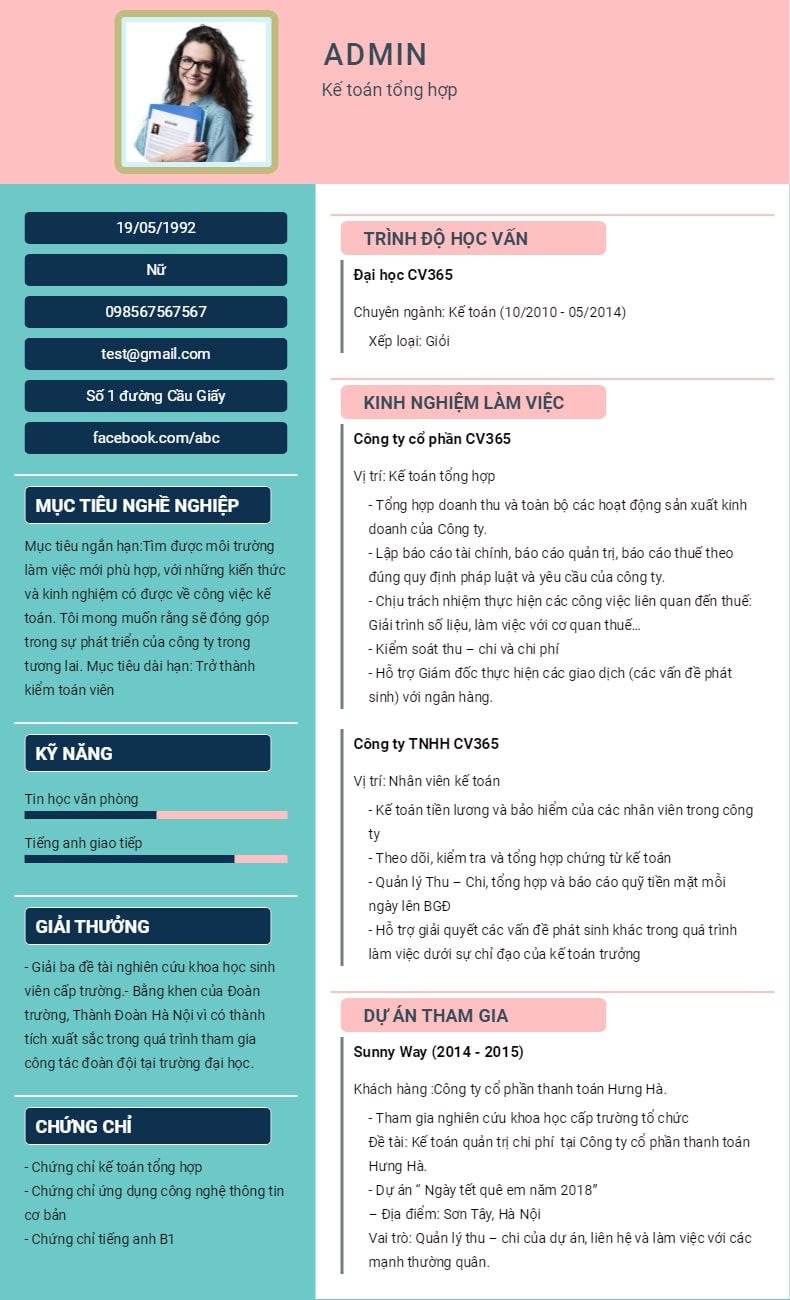 ADMIN
Kế toán tổng hợp
19/05/1992
Nữ
098567567567
test@gmail.com
Số 1 đường Cầu Giấy
facebook.com/abc
MỤC TIÊU NGHỀ NGHIỆP
Mục tiêu ngắn hạn:Tìm được môi trường
làm việc mới phù hợp, với những kiến thức
và kinh nghiệm có được về công việc kế
toán. Tôi mong muốn rằng sẽ đóng góp
trong sự phát triển của công ty trong
tương lai. Mục tiêu dài hạn: Trở thành
kiểm toán viên
KỸ NĂNG
Tin học văn phòng
Tiếng anh giao tiếp
GIẢI THƯỞNG
- Giải ba đề tài nghiên cứu khoa học sinh
viên cấp trường.- Bằng khen của Đoàn
trường, Thành Đoàn Hà Nội vì có thành
tích xuất sắc trong quá trình tham gia
công tác đoàn đội tại trường đại học.
CHỨNG CHỈ
- Chứng chỉ kế toán tổng hợp
- Chứng chỉ ứng dụng công nghệ thông tin
cơ bản
- Chứng chỉ tiếng anh B1
TRÌNH ĐỘ HỌC VẤN
Đại học CV365
Chuyên ngành: Kế toán (10/2010 - 05/2014)
Xếp loại: Giỏi
KINH NGHIỆM LÀM VIỆC
Công ty cổ phần CV365
Vị trí: Kế toán tổng hợp
- Tổng hợp doanh thu và toàn bộ các hoạt động sản xuất kinh
doanh của Công ty.
- Lập báo cáo tài chính, báo cáo quản trị, báo cáo thuế theo
đúng quy định pháp luật và yêu cầu của công ty.
- Chịu trách nhiệm thực hiện các công việc liên quan đến thuế:
Giải trình số liệu, làm việc với cơ quan thuế...
- Kiểm soát thu – chi và chi phí
- Hỗ trợ Giám đốc thực hiện các giao dịch (các vấn đề phát
sinh) với ngân hàng.
Công ty TNHH CV365
Vị trí: Nhân viên kế toán
- Kế toán tiền lương và bảo hiểm của các nhân viên trong công
ty
- Theo dõi, kiểm tra và tổng hợp chứng từ kế toán
- Quản lý Thu – Chi, tổng hợp và báo cáo quỹ tiền mặt mỗi
ngày lên BGĐ
- Hỗ trợ giải quyết các vấn đề phát sinh khác trong quá trình
làm việc dưới sự chỉ đạo của kế toán trưởng
DỰ ÁN THAM GIA
Sunny Way (2014 - 2015)
Khách hàng :Công ty cổ phần thanh toán Hưng Hà.
- Tham gia nghiên cứu khoa học cấp trường tổ chức
Đề tài: Kế toán quản trị chi phí  tại Công ty cổ phần thanh toán
Hưng Hà.
- Dự án “ Ngày tết quê em năm 2018”
– Địa điểm: Sơn Tây, Hà Nội
Vai trò: Quản lý thu – chi của dự án, liên hệ và làm việc với các
mạnh thường quân.